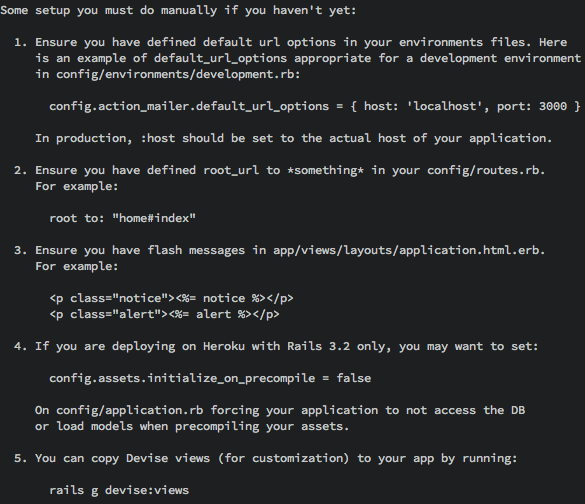 Some setup you must do manually if you haven't yet:
1. Ensure you have defined default url options in your environments files. Here
is an example of default_url_options appropriate for a development environment
in config/environments/development.rb:
config.action_mailer.default_url_options = { host: 'localhost', port: 3000 }
In production, :host should be set to the actual host of your application.
2. Ensure you have defined root_url to *something* in your config/routes.rb.
For example:
root to: "home#index"
3. Ensure you have flash messages in app/views/layouts/application.html.erb.
For example:
<p class="notice"><%= notice %></p>
<p class="alert"><%= alert %></p>
4. If you are deploying on Heroku with Rails 3.2 only, you may want to set:
config.assets.initialize_on_precompile = false
On config/application.rb forcing your application to not access the DB
or load models when precompiling your assets.
5. You can copy Devise views (for customization) to your app by running:
rails g devise:views